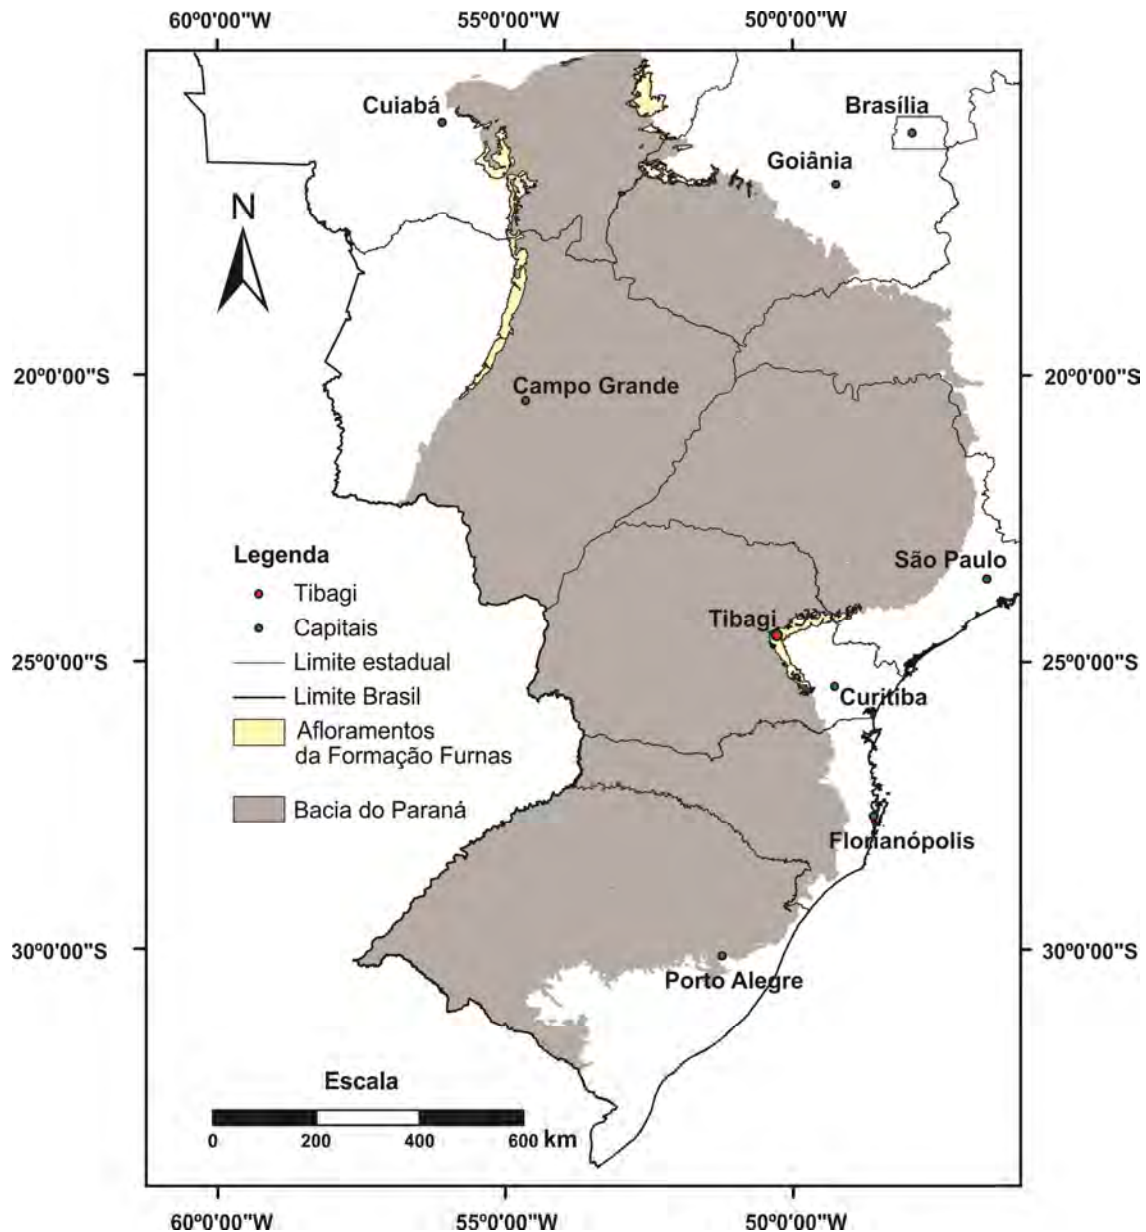 60º0'00"W 55º0'00"W 50º0'00"W
Cuiabá
Brasília
Goiânia
N
20º0'00"S 20º0'00"S
Campo Grande
Legenda
São Paulo
Tibagi
Tibagi
Capitais
Limite estadual
25º0'00"S 25º0'00"S
Limite Brasil
Curitiba
Afloramentos
da Formação Furnas
Bacia do Paraná
Florianópolis
30º0'00"S 30º0'00"S
Porto Alegre
Escala
0 200 400 600 km
60º0'00"W 55º0'00"W 50º0'00"W